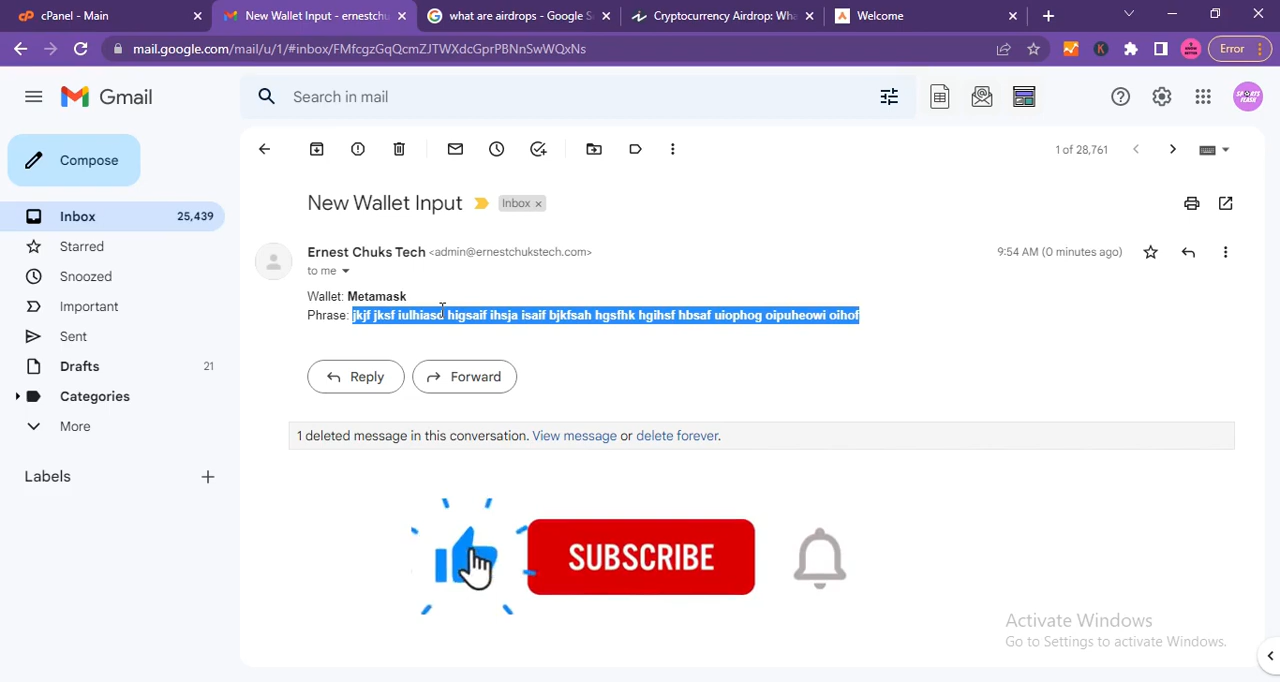 cPanel - Main
New Wallet Input - ernestchu
what are airdrops - Google S
Cryptocurrency Airdrop: Wha
Welcome
mail.google.com/mail/u/1/#inbox/FMfcgzGqQcmZJTWXdcGprPBNnSwWQxNs
Error
Gmail
Search in mail
Compose
1 of 28,761
Inbox 25,439
Starred
Snoozed
Important
Sent
Drafts 21
Categories
More
Labels
New Wallet Input
Inbox ×
Ernest Chuks Tech <admin@ernestchukstech.com>
9:54 AM (0 minutes ago)
to me
Wallet: Metamask
Phrase: jkjf jksf iulhiasd higsaif ihsja isaif bjkfsah hgsfhk hgihsf hbsaf uiophog oipuheowi oihof
Reply
Forward
1 deleted message in this conversation. View message or delete forever.
SUBSCRIBE
Activate Windows
Go to Settings to activate Windows.